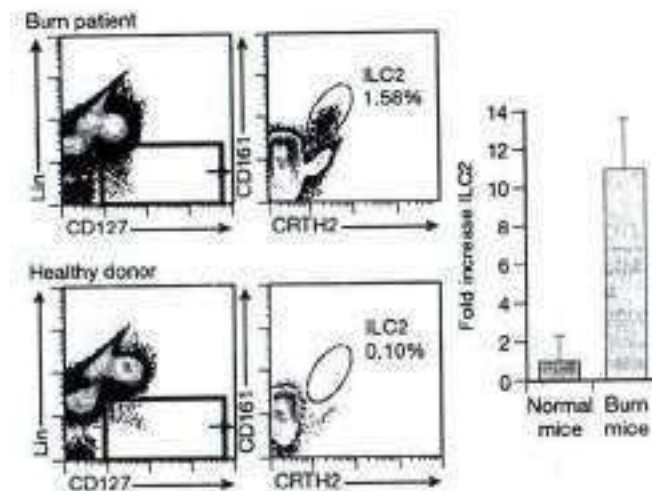 Burn patient
Lin
CD127
ILC2
1.58%
CD161
CRTH2
Healthy donor
Lin
CD127
ILC2
0.10%
CD161
CRTH2
Fold increase ILC2
14
12
10
8
6
4
2
0
Normal mice
Burn mice